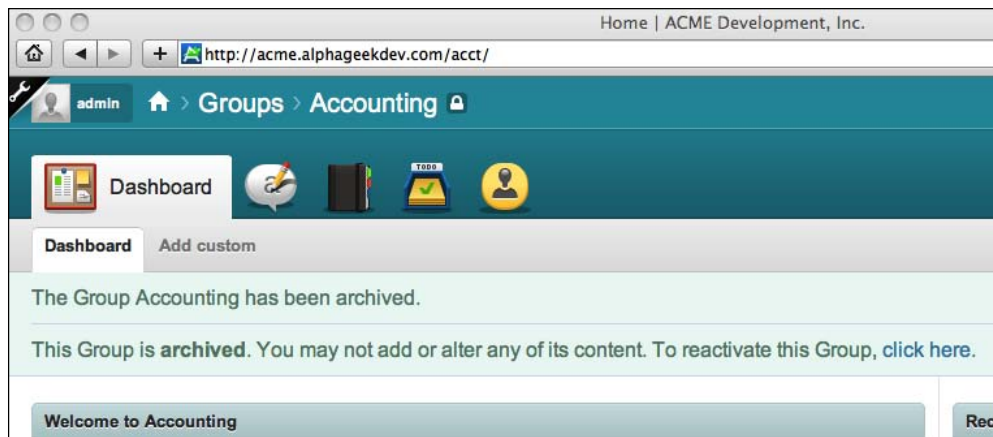 Home | ACME Development, Inc.
http://acme.alphageekdev.com/acct/
admin
Groups › Accounting
Dashboard
TODO
Dashboard
Add custom
The Group Accounting has been archived.
This Group is archived. You may not add or alter any of its content. To reactivate this Group, click here.
Welcome to Accounting
Rec